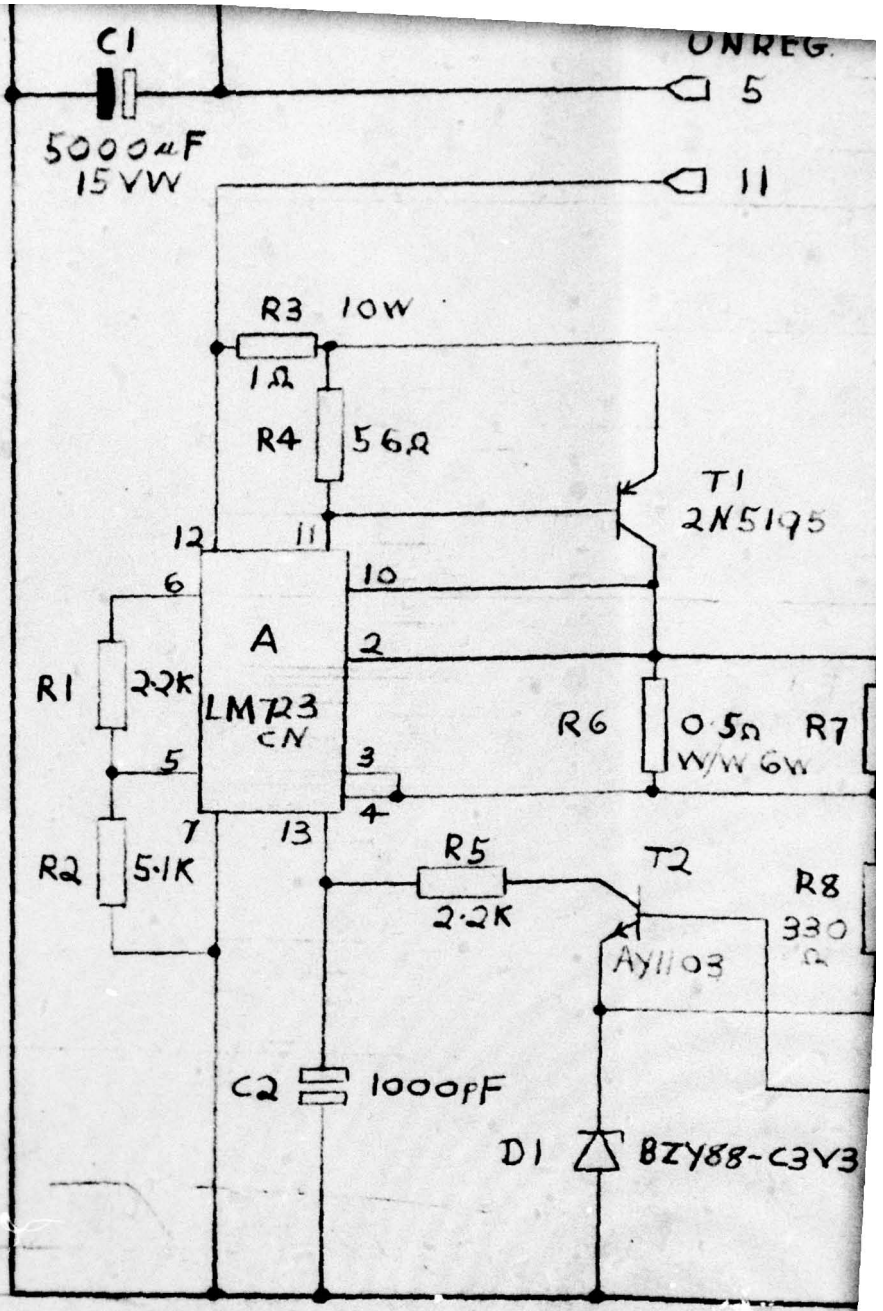 C1
UNREG.
5
5000µF
15VW
11
R3 10W
1Ω
R4 56Ω
T1
2N5195
12 11
6 10
A
2
R1 2·2K
LM723
CN
R6 0·5Ω R7
W/W 6W
5 3
4
7 13
R2 5·1K
R5 T2
2·2K
R8
330
Ω
AY1103
C2 1000pF
D1 BZY88-C3V3